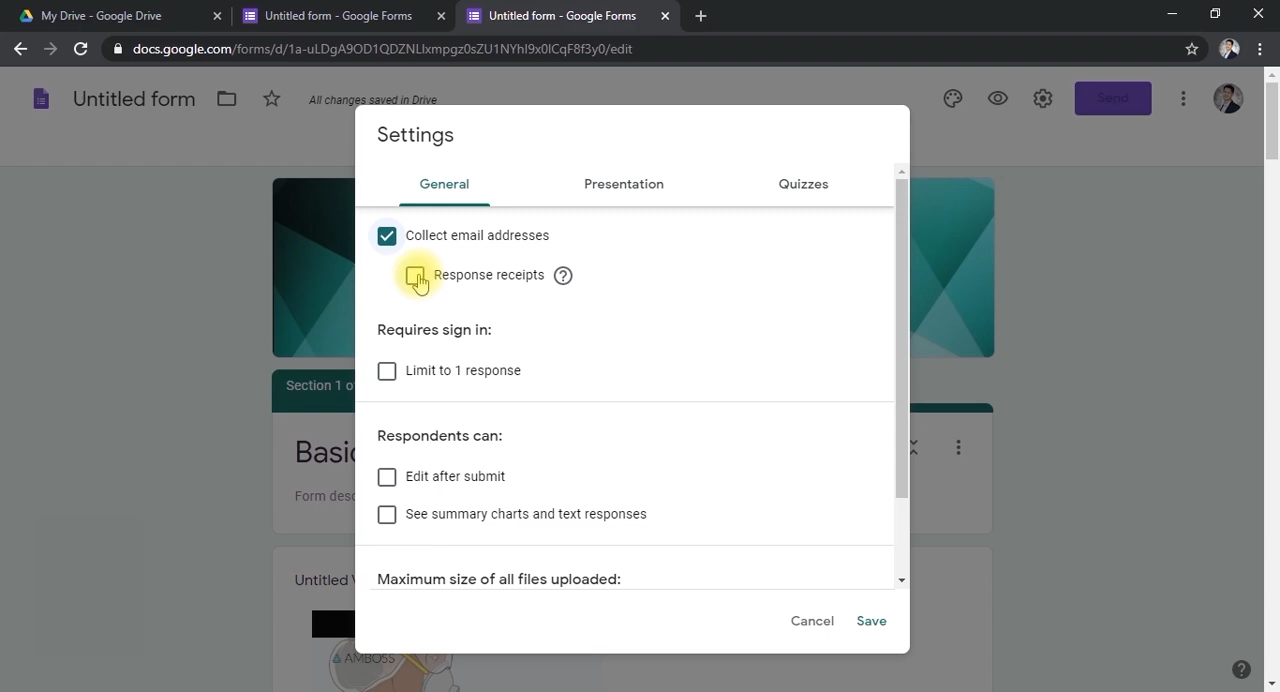 My Drive - Google Drive
Untitled form - Google Forms
Untitled form - Google Forms
docs.google.com/forms/d/1a-uLDgA9OD1QDZNLlxmpgz0sZU1NYhl9x0lCqF8f3y0/edit
Untitled form
All changes saved in Drive
Send
Settings
General Presentation Quizzes
Collect email addresses
Response receipts
Requires sign in:
Section 1 o
Limit to 1 response
Respondents can:
Basic
Edit after submit
Form desc
See summary charts and text responses
Maximum size of all files uploaded:
Untitled V
Cancel Save
AMBOSS